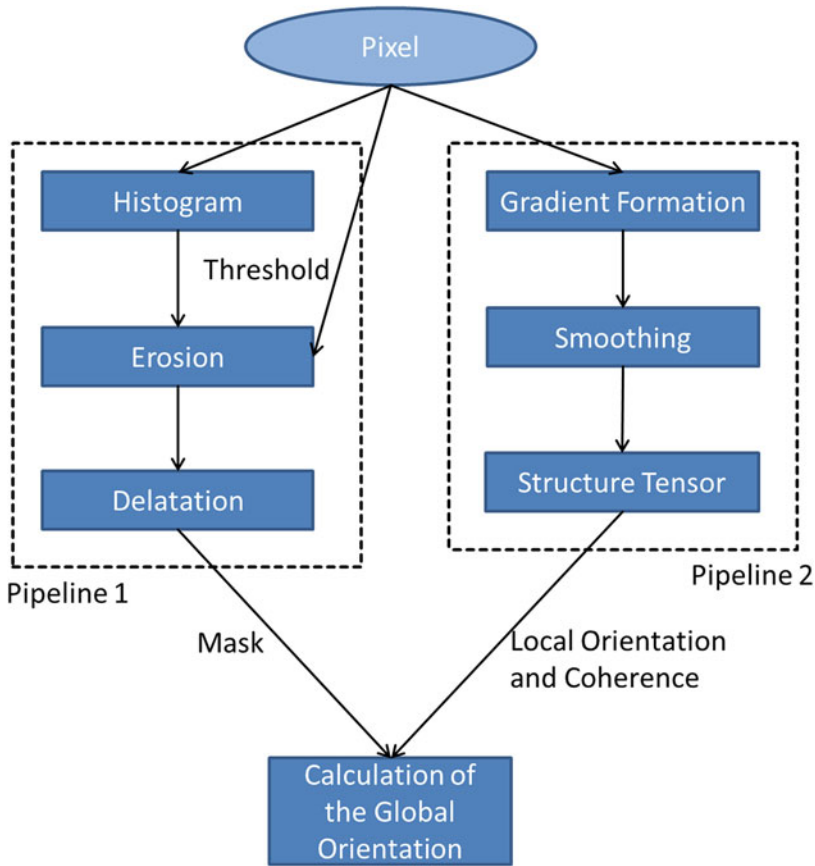 Pixel
Histogram
Threshold
Erosion
Delatation
Pipeline 1
Mask
Gradient Formation
Smoothing
Structure Tensor
Pipeline 2
Local Orientation
and Coherence
Calculation of
the Global
Orientation